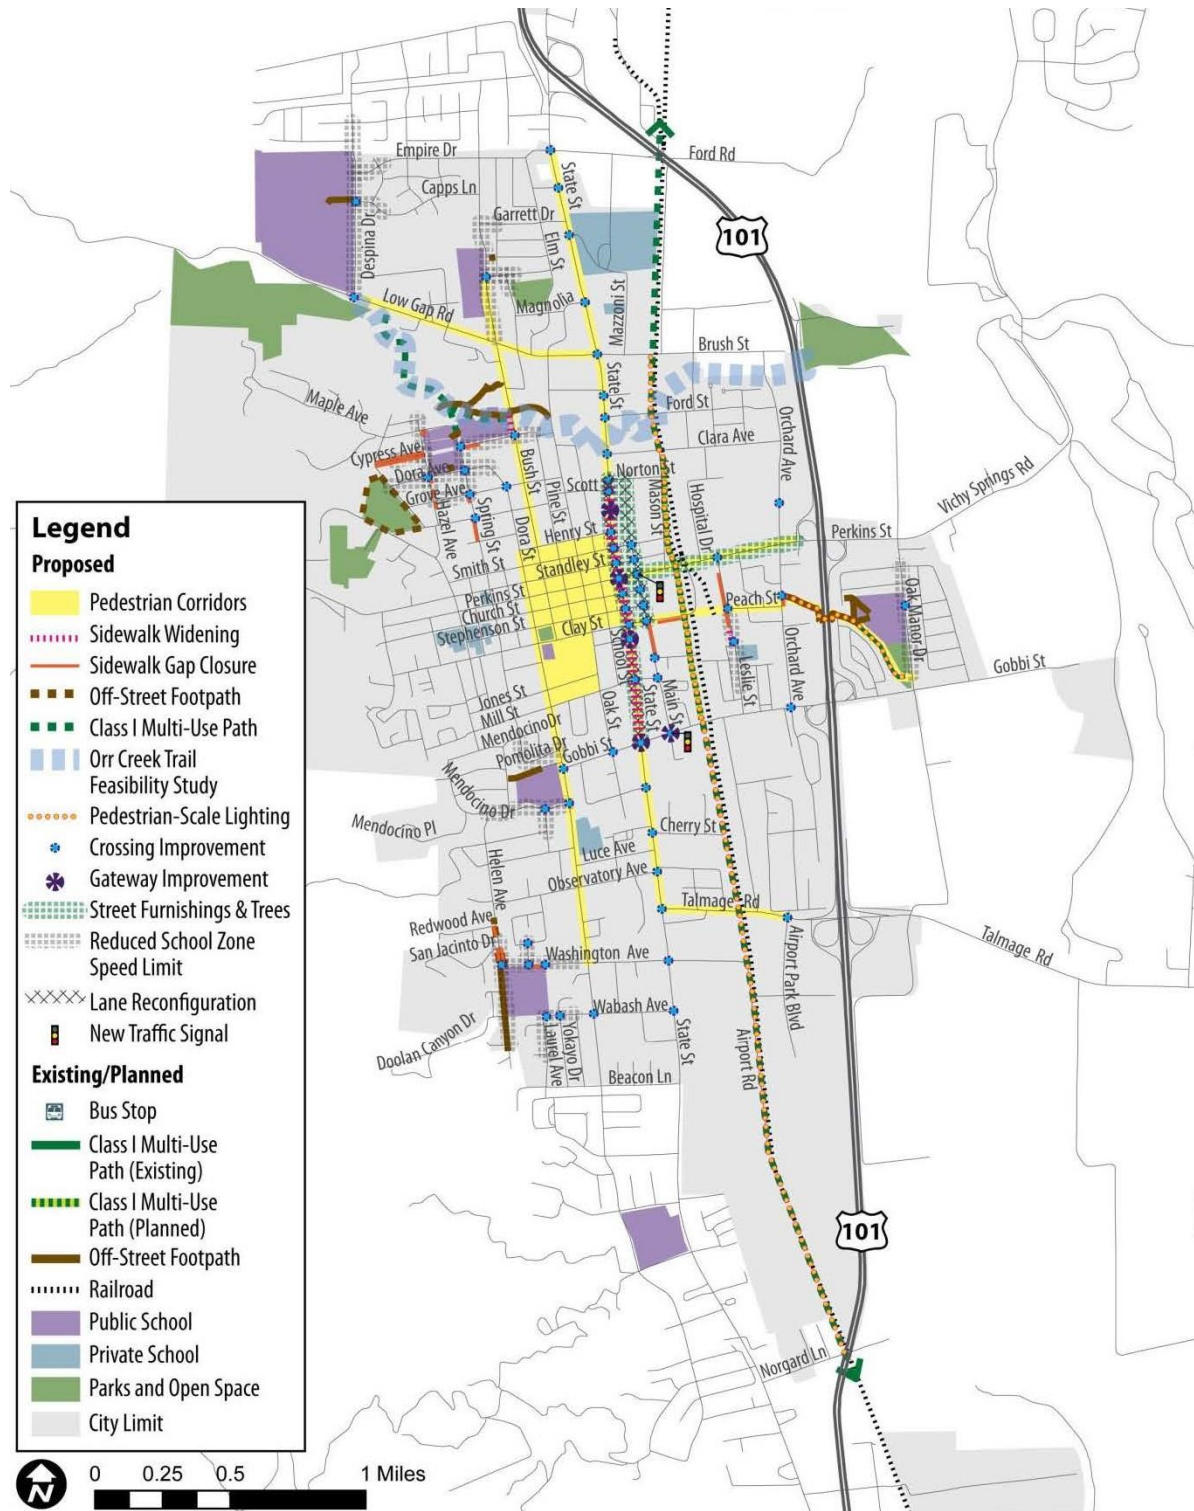 Empire Dr
Ford Rd
State St
Capps Ln
Garrett Dr
101
Despina Dr
Elm St
Low Gap Rd
Magnolia
Mazzoni St
Brush St
State St
Ford St
Maple Ave
Orchard Ave
Clara Ave
Cypress Ave
Dora Ave
Bush St
Norton St
Vichy Springs Rd
Grove Ave
Scott
Pine St
Mason St
Hospital Dr
Hazel Ave
Spring St
Dora St
Henry St
Perkins St
Smith St
Standley St
Perkins St
Church St
Stephenson St
Clay St
Peach St
Oak Manor Dr
School St
Leslie St
Orchard Ave
Gobbi St
Jones St
Mill St
Oak St
State St
Main St
Mendocino Dr
Pomolita Dr
Gobbi St
Mendocino Dr
Mendocino Pl
Cherry St
Luce Ave
Helen Ave
Observatory Ave
Talmage Rd
Redwood Ave
San Jacinto Dr
Washington Ave
Airport Park Blvd
Talmage Rd
Wabash Ave
Doolan Canyon Dr
Laurel Ave
Yokayo Dr
State St
Airport Rd
Beacon Ln
101
Norgard Ln
Legend
Proposed
Pedestrian Corridors
Sidewalk Widening
Sidewalk Gap Closure
Off-Street Footpath
Class I Multi-Use Path
Orr Creek Trail
Feasibility Study
Pedestrian-Scale Lighting
Crossing Improvement
Gateway Improvement
Street Furnishings & Trees
Reduced School Zone
Speed Limit
Lane Reconfiguration
New Traffic Signal
Existing/Planned
Bus Stop
Class I Multi-Use
Path (Existing)
Class I Multi-Use
Path (Planned)
Off-Street Footpath
Railroad
Public School
Private School
Parks and Open Space
City Limit
N
0 0.25 0.5 1 Miles